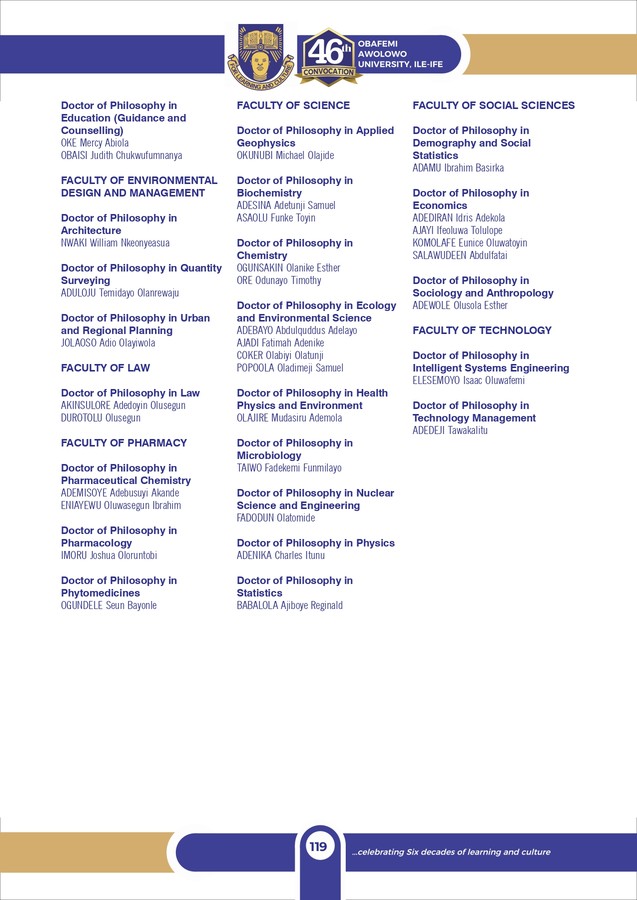 FOR LEARNING AND CULTURE
46th
CONVOCATION
OBAFEMI
AWOLOWO
UNIVERSITY, ILE-IFE
Doctor of Philosophy in
Education (Guidance and
Counselling)
OKE Mercy Abiola
OBAISI Judith Chukwufumnanya
FACULTY OF ENVIRONMENTAL
DESIGN AND MANAGEMENT
Doctor of Philosophy in
Architecture
NWAKI William Nkeonyeasua
Doctor of Philosophy in Quantity
Surveying
ADULOJU Temidayo Olanrewaju
Doctor of Philosophy in Urban
and Regional Planning
JOLAOSO Adio Olayiwola
FACULTY OF LAW
Doctor of Philosophy in Law
AKINSULORE Adedoyin Olusegun
DUROTOLU Olusegun
FACULTY OF PHARMACY
Doctor of Philosophy in
Pharmaceutical Chemistry
ADEMISOYE Adebusuyi Akande
ENIAYEWU Oluwasegun Ibrahim
Doctor of Philosophy in
Pharmacology
IMORU Joshua Oloruntobi
Doctor of Philosophy in
Phytomedicines
OGUNDELE Seun Bayonle
FACULTY OF SCIENCE
Doctor of Philosophy in Applied
Geophysics
OKUNUBI Michael Olajide
Doctor of Philosophy in
Biochemistry
ADESINA Adetunji Samuel
ASAOLU Funke Toyin
Doctor of Philosophy in
Chemistry
OGUNSAKIN Olanike Esther
ORE Odunayo Timothy
Doctor of Philosophy in Ecology
and Environmental Science
ADEBAYO Abdulquddus Adelayo
AJADI Fatimah Adenike
COKER Olabiyi Olatunji
POPOOLA Oladimeji Samuel
Doctor of Philosophy in Health
Physics and Environment
OLAJIRE Mudasiru Ademola
Doctor of Philosophy in
Microbiology
TAIWO Fadekemi Funmilayo
Doctor of Philosophy in Nuclear
Science and Engineering
FADODUN Olatomide
Doctor of Philosophy in Physics
ADENIKA Charles Itunu
Doctor of Philosophy in
Statistics
BABALOLA Ajiboye Reginald
FACULTY OF SOCIAL SCIENCES
Doctor of Philosophy in
Demography and Social
Statistics
ADAMU Ibrahim Basirka
Doctor of Philosophy in
Economics
ADEDIRAN Idris Adekola
AJAYI Ifeoluwa Tolulope
KOMOLAFE Eunice Oluwatoyin
SALAWUDEEN Abdulfatai
Doctor of Philosophy in
Sociology and Anthropology
ADEWOLE Olusola Esther
FACULTY OF TECHNOLOGY
Doctor of Philosophy in
Intelligent Systems Engineering
ELESEMOYO Isaac Oluwafemi
Doctor of Philosophy in
Technology Management
ADEDEJI Tawakalitu
119
...celebrating Six decades of learning and culture